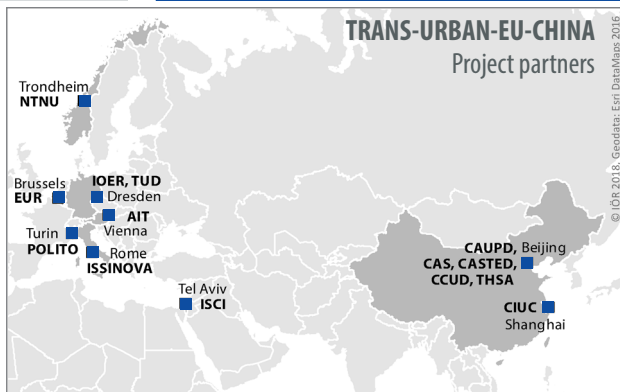 TRANS-URBAN-EU-CHINA
Project partners
Trondheim
NTNU
Brussels
EUR
IOER, TUD
Dresden
AIT
Vienna
Turin
POLITO
Rome
ISSINOVA
Tel Aviv
ISCI
CAUPD, Beijing
CAS, CASTED,
CCUD, THSA
CIUC
Shanghai
© IÖR 2018. Geodata: Esri DataMaps 2016